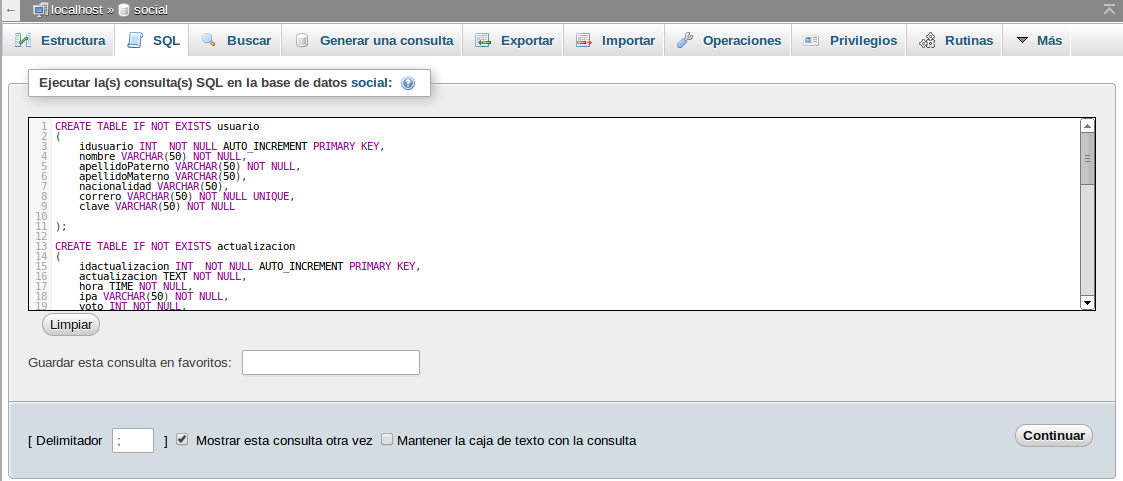 localhost » social
Estructura SQL Buscar Generar una consulta Exportar Importar Operaciones Privilegios Rutinas Más
Ejecutar la(s) consulta(s) SQL en la base de datos social:
1 CREATE TABLE IF NOT EXISTS usuario
2 (
3 idusuario INT NOT NULL AUTO_INCREMENT PRIMARY KEY,
4 nombre VARCHAR(50) NOT NULL,
5 apellidoPaterno VARCHAR(50) NOT NULL,
6 apellidoMaterno VARCHAR(50),
7 nacionalidad VARCHAR(50),
8 correro VARCHAR(50) NOT NULL UNIQUE,
9 clave VARCHAR(50) NOT NULL
10
11 );
12
13 CREATE TABLE IF NOT EXISTS actualizacion
14 (
15 idactualizacion INT NOT NULL AUTO_INCREMENT PRIMARY KEY,
16 actualizacion TEXT NOT NULL,
17 hora TIME NOT NULL,
18 ipa VARCHAR(50) NOT NULL,
19 voto INT NOT NULL,
Limpiar
Guardar esta consulta en favoritos:
[ Delimitador ; ] Mostrar esta consulta otra vez Mantener la caja de texto con la consulta Continuar